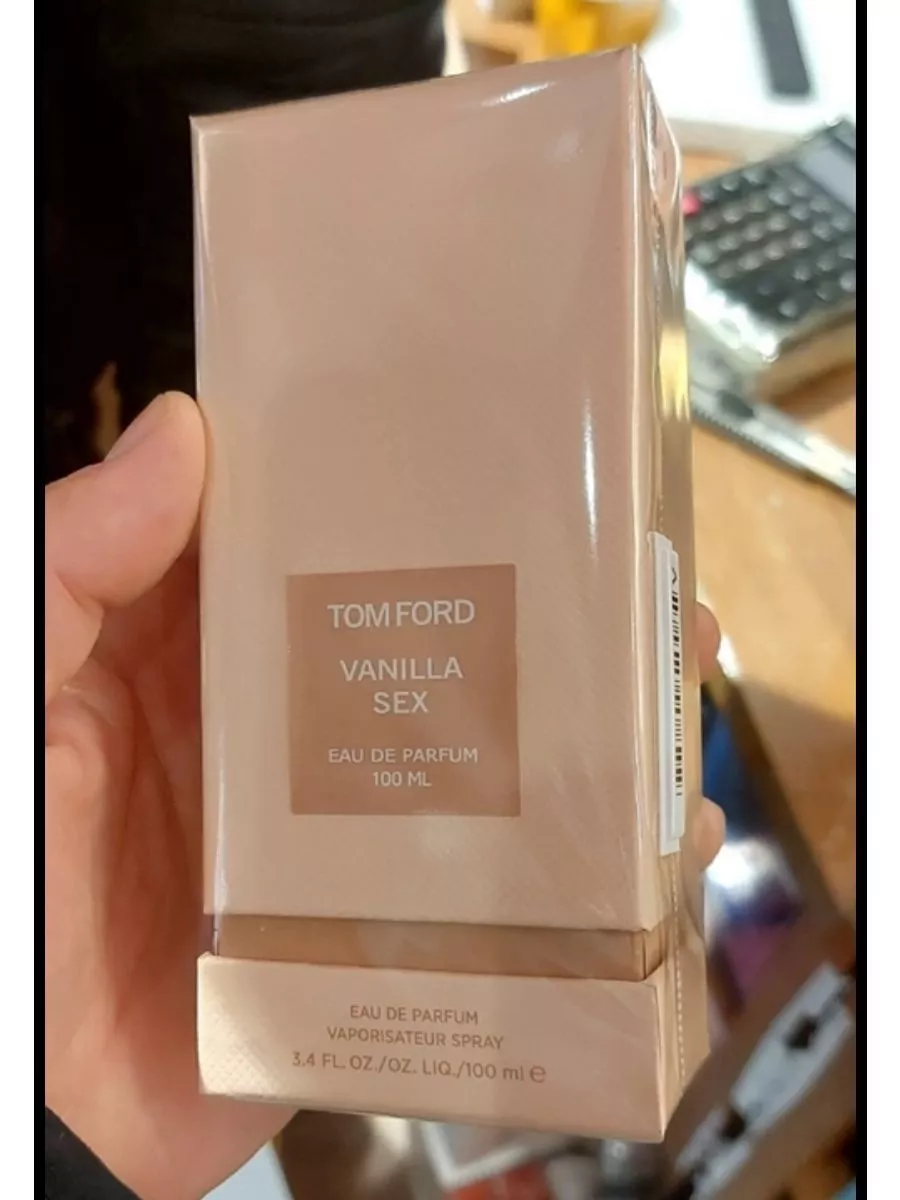 TOM FORD
VANILLA
SEX
EAU DE PARFUM
100 ML
EAU DE PARFUM
VAPORISATEUR SPRAY
3.4 FL. OZ./OZ. LIQ./100 ml e